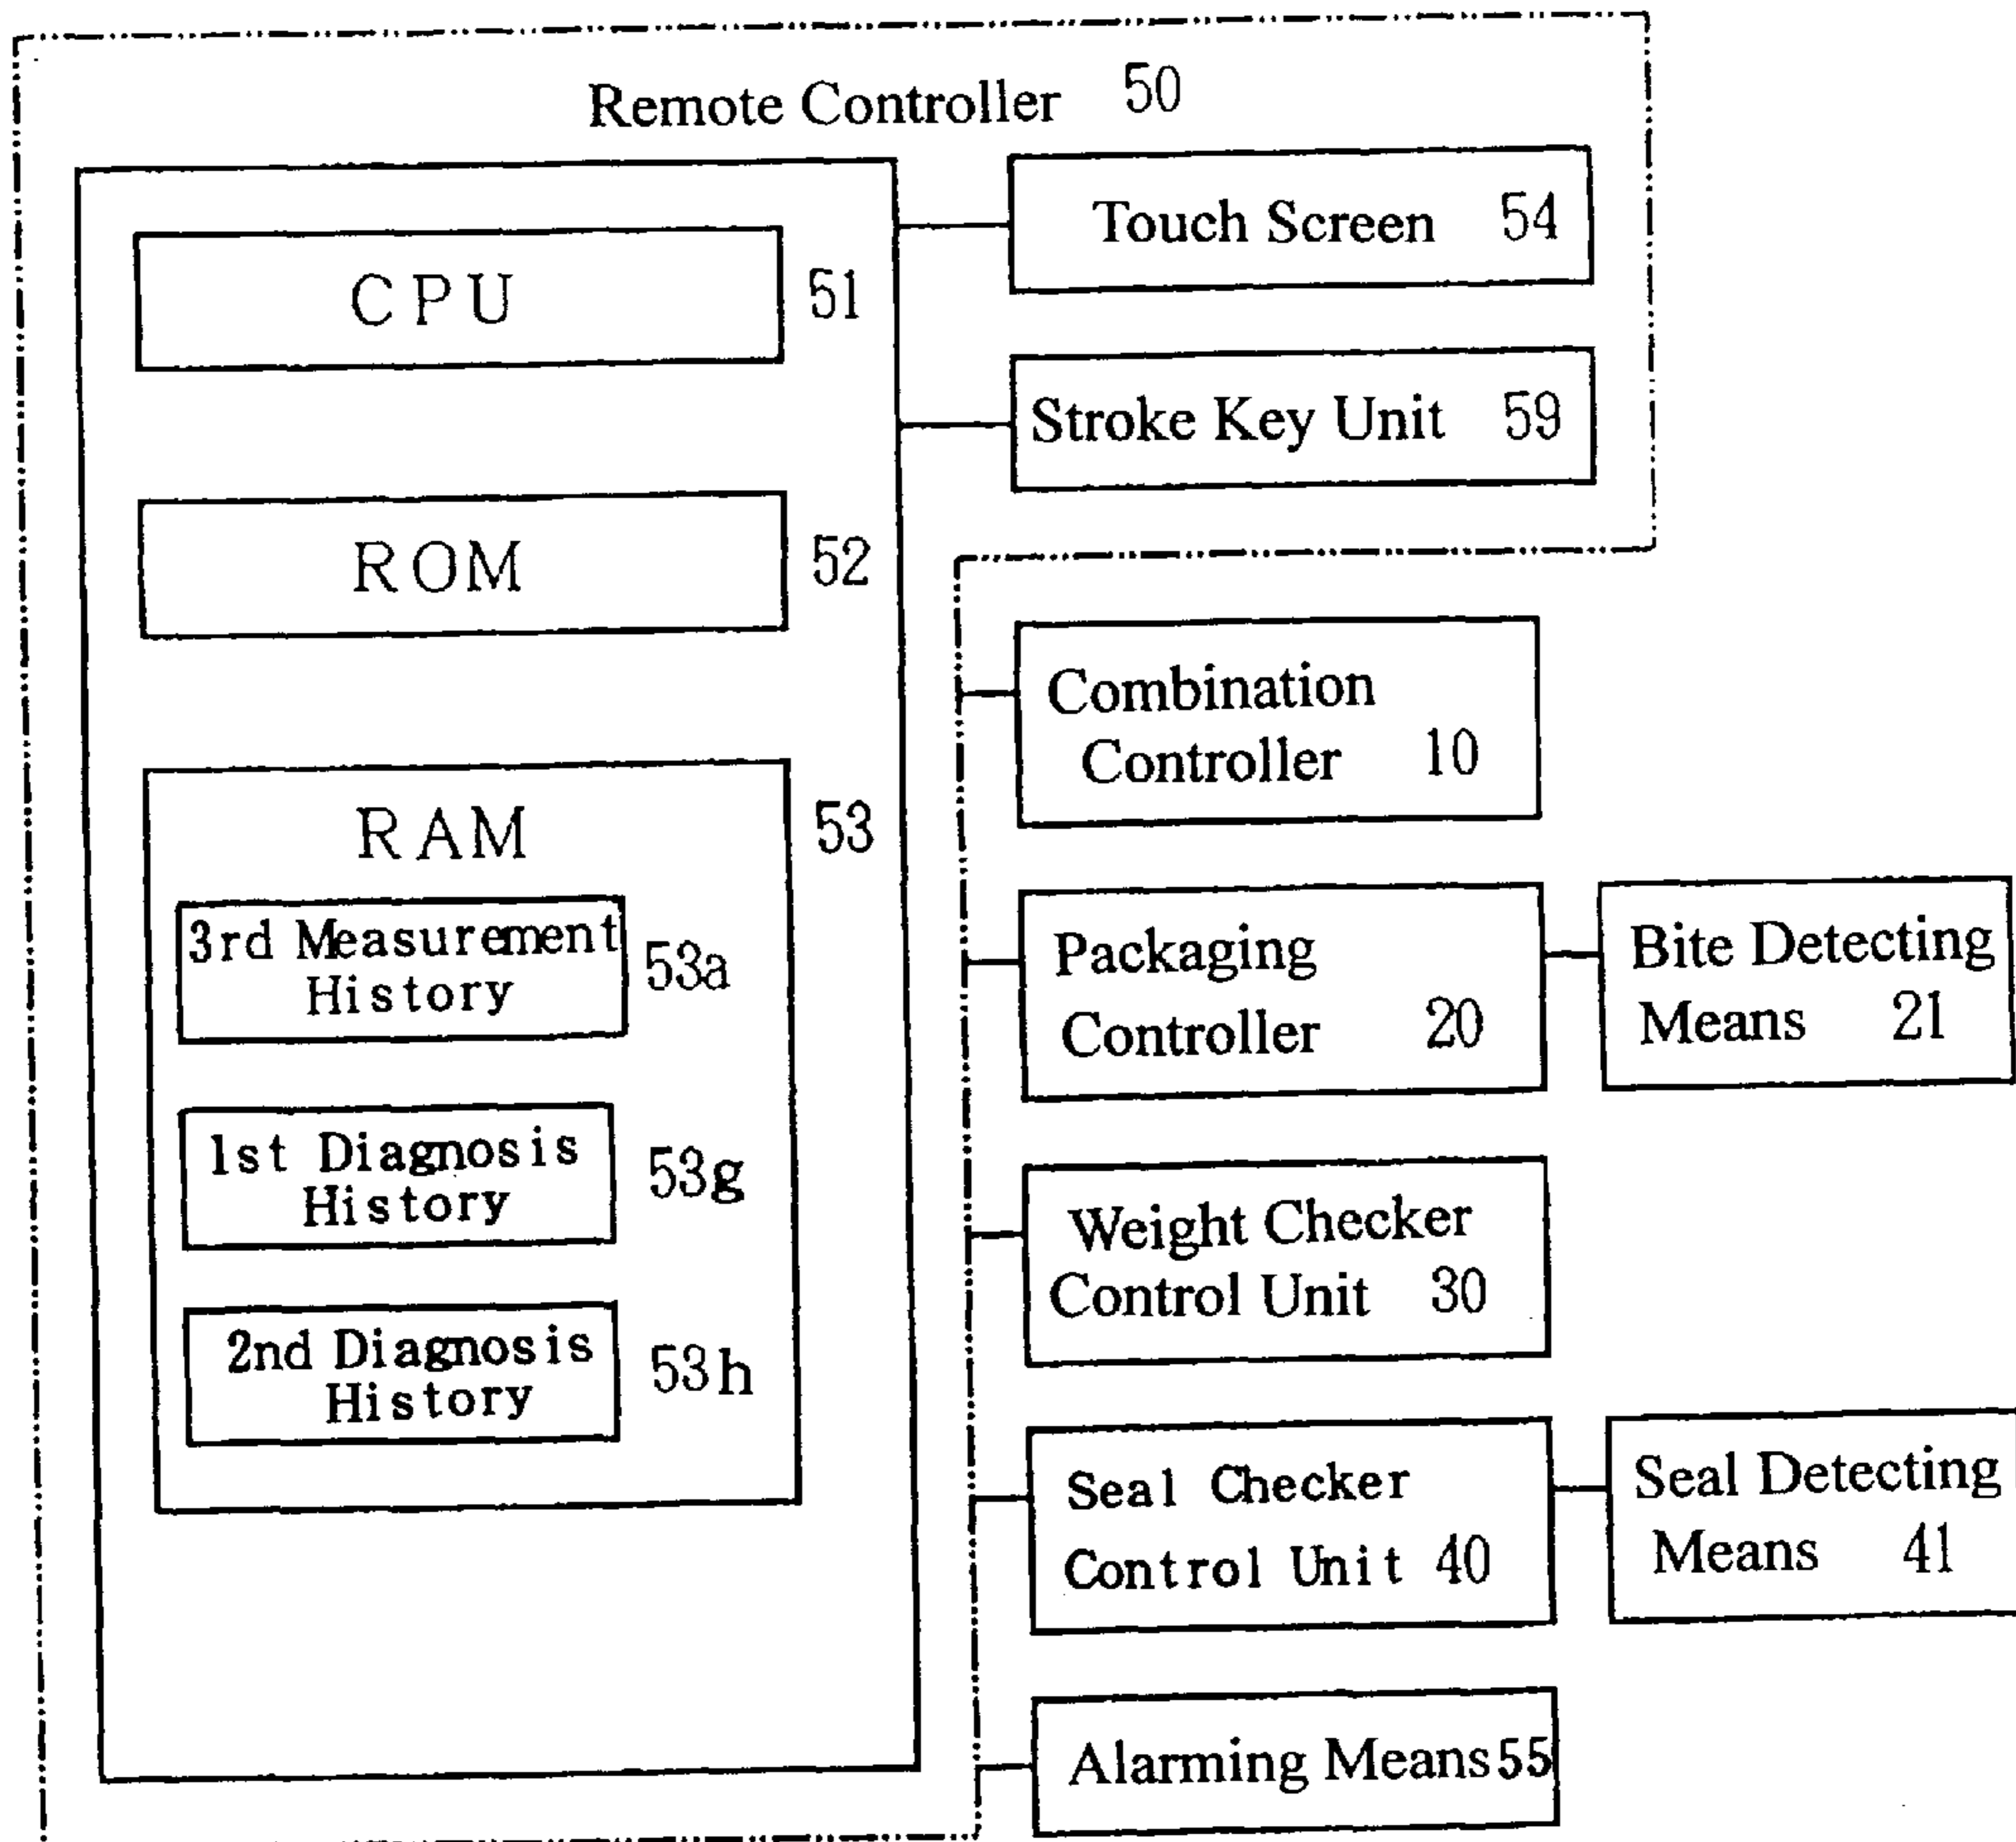 Remote Controller 50
CPU 51
ROM 52
RAM 53
3rd Measurement
History 53a
1st Diagnosis
History 53g
2nd Diagnosis
History 53h
Touch Screen 54
Stroke Key Unit 59
Combination
Controller 10
Packaging
Controller 20
Bite Detecting
Means 21
Weight Checker
Control Unit 30
Seal Checker
Control Unit 40
Seal Detecting
Means 41
Alarming Means 55